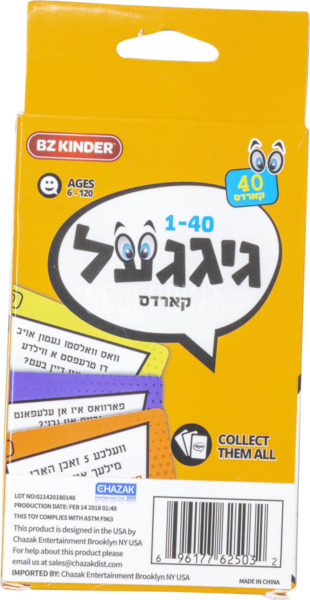 BZ KINDER
AGES
6 - 120
40
קארדס
1-40
גיגגעל
קארדס
וואס וואלסטו געטון אויב
דו טרעפסט א ווילדע
אין דיין בעט?
פארוואס איז אן עלעפאנט
וועלכע 5 זאכן האבן
COLLECT
THEM ALL
CHAZAK
LOT NO:021420180148
PRODUCTION DATE: FEB 14 2018 01:48
THIS TOY COMPLIES WITH ASTM F963
This product is designed in the USA by
Chazak Entertainment Brooklyn NY USA
For help about this product please
email us at sales@chazakdist.com
IMPORTED BY: Chazak Entertainment Brooklyn NY USA
6 96177 62503 2
MADE IN CHINA